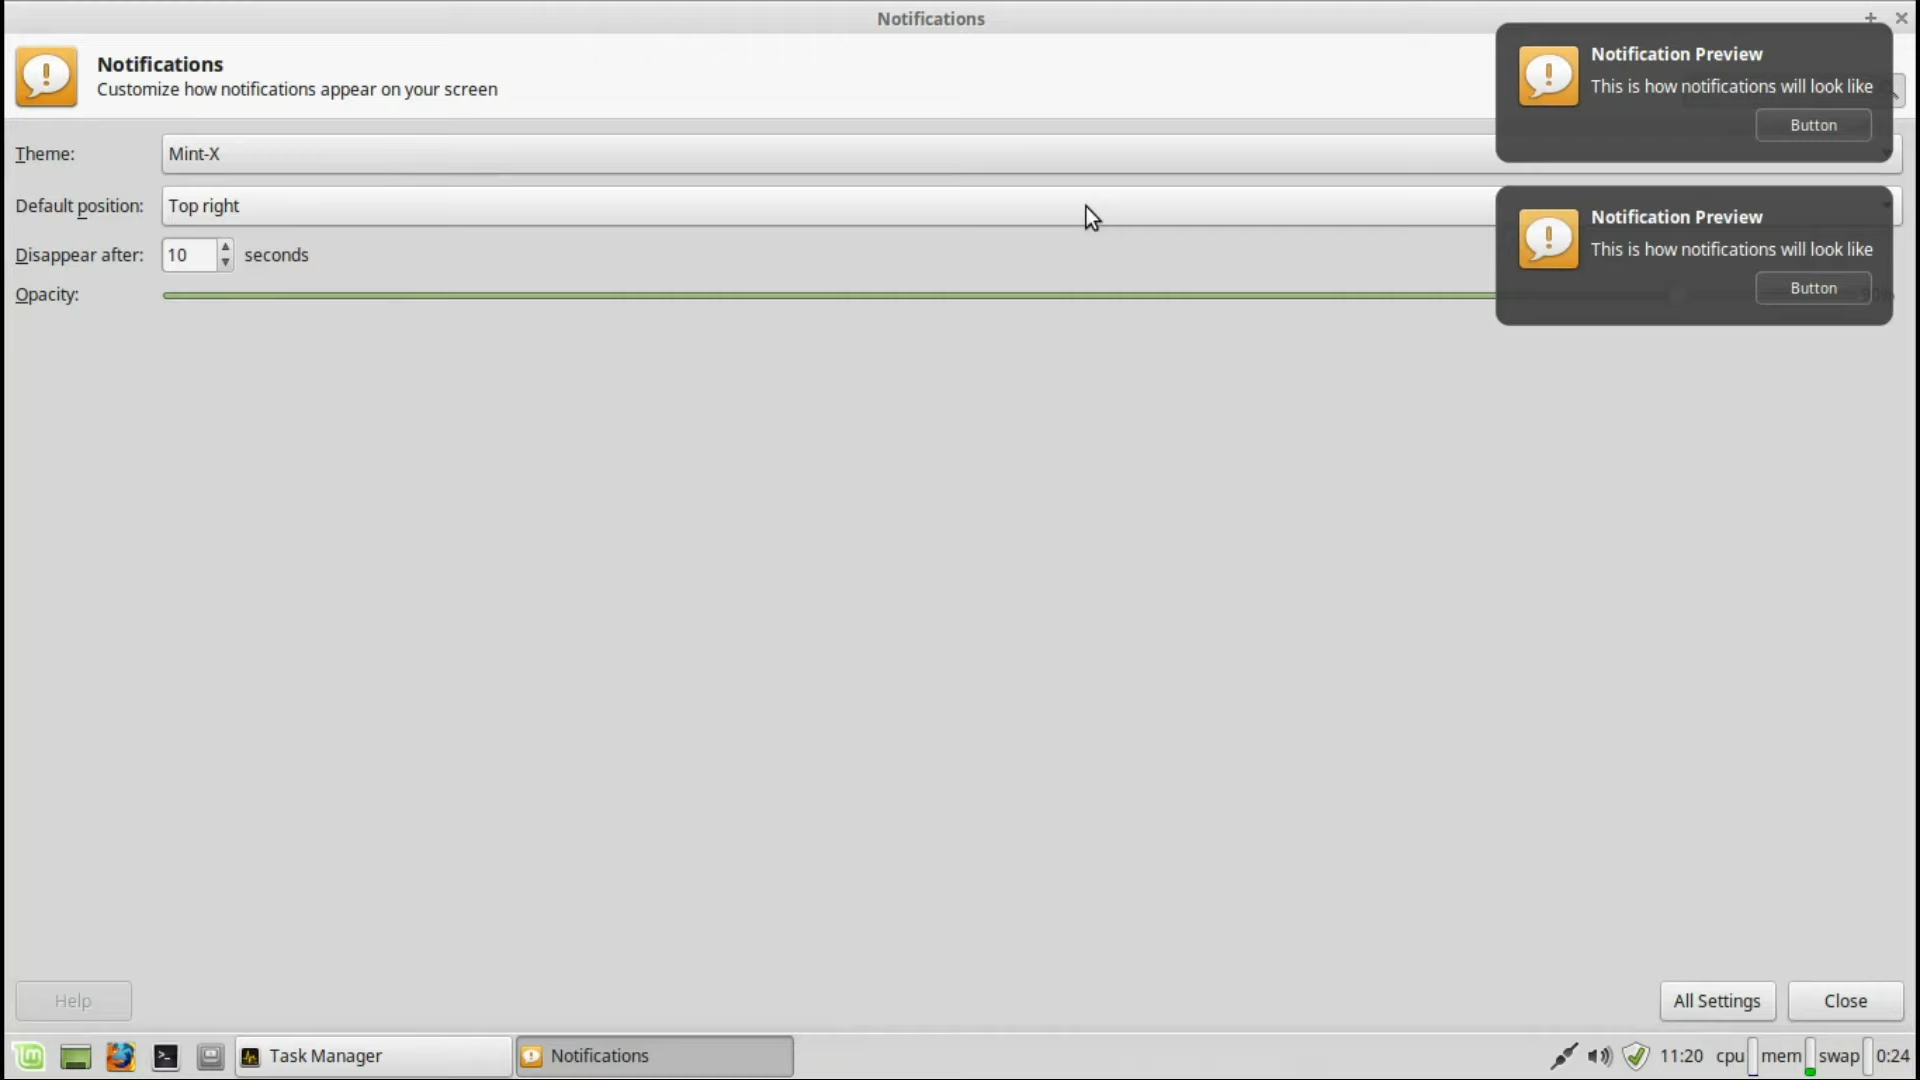 Notifications
Notifications
Customize how notifications appear on your screen
Notification Preview
This is how notifications will look like
Button
Theme:
Mint-X
Default position:
Top right
Notification Preview
This is how notifications will look like
Button
Disappear after:
10
seconds
Opacity:
Help
All Settings
Close
Task Manager
Notifications
11:20
cpu
mem
swap
0:24